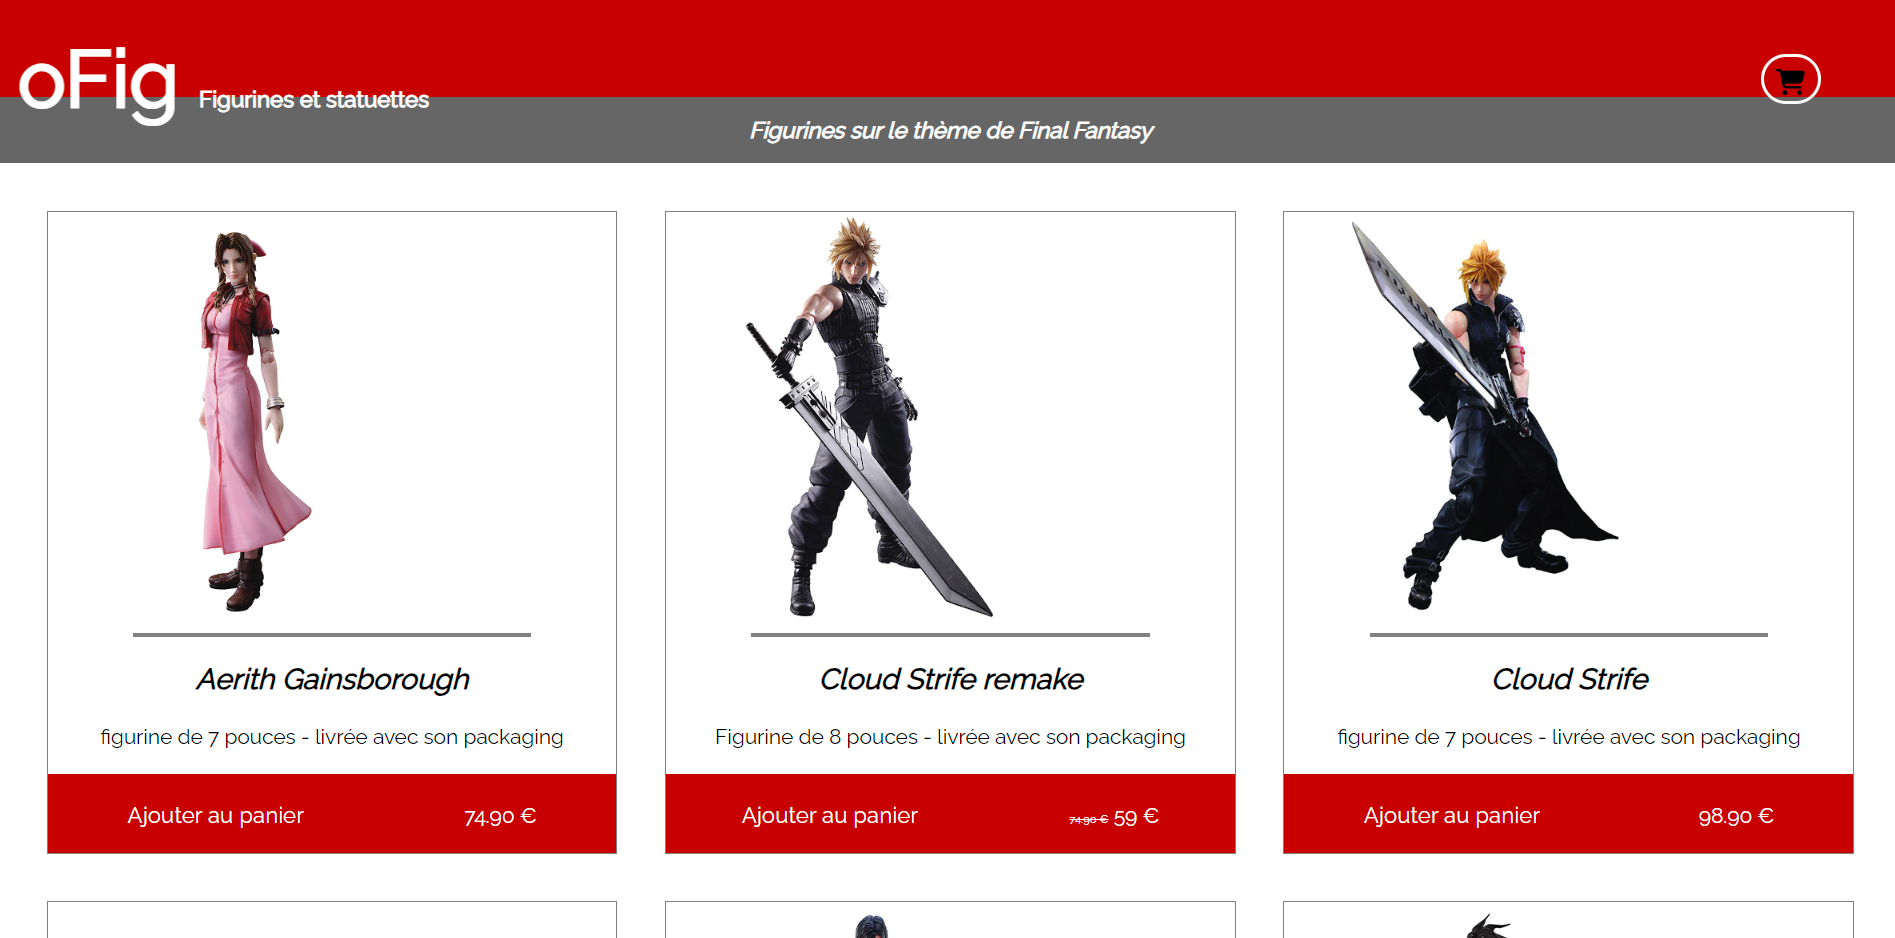 oFig
Figurines et statuettes
Figurines sur le thème de Final Fantasy
Aerith Gainsborough
figurine de 7 pouces - livrée avec son packaging
Ajouter au panier 74.90 €
Cloud Strife remake
Figurine de 8 pouces - livrée avec son packaging
Ajouter au panier 74.90 € 59 €
Cloud Strife
figurine de 7 pouces - livrée avec son packaging
Ajouter au panier 98.90 €